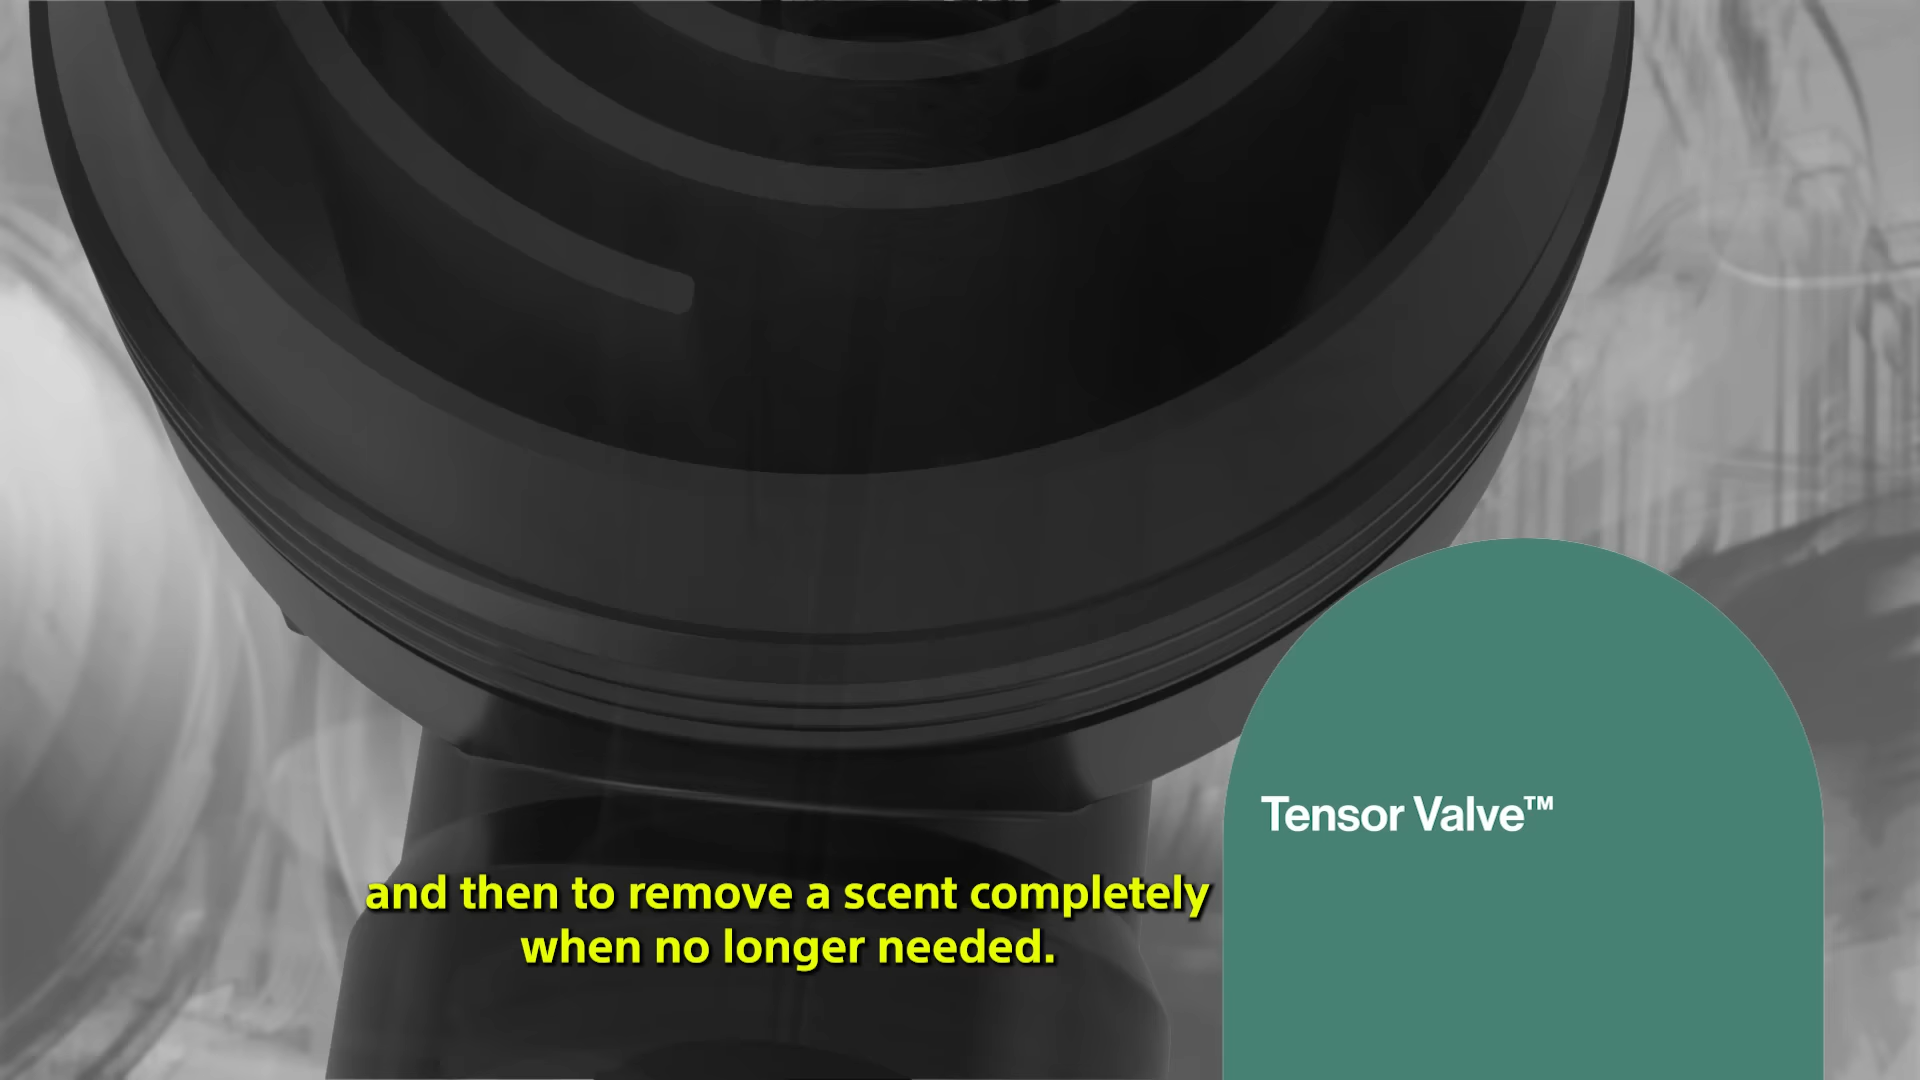 Tensor Valve™
and then to remove a scent completely
when no longer needed.